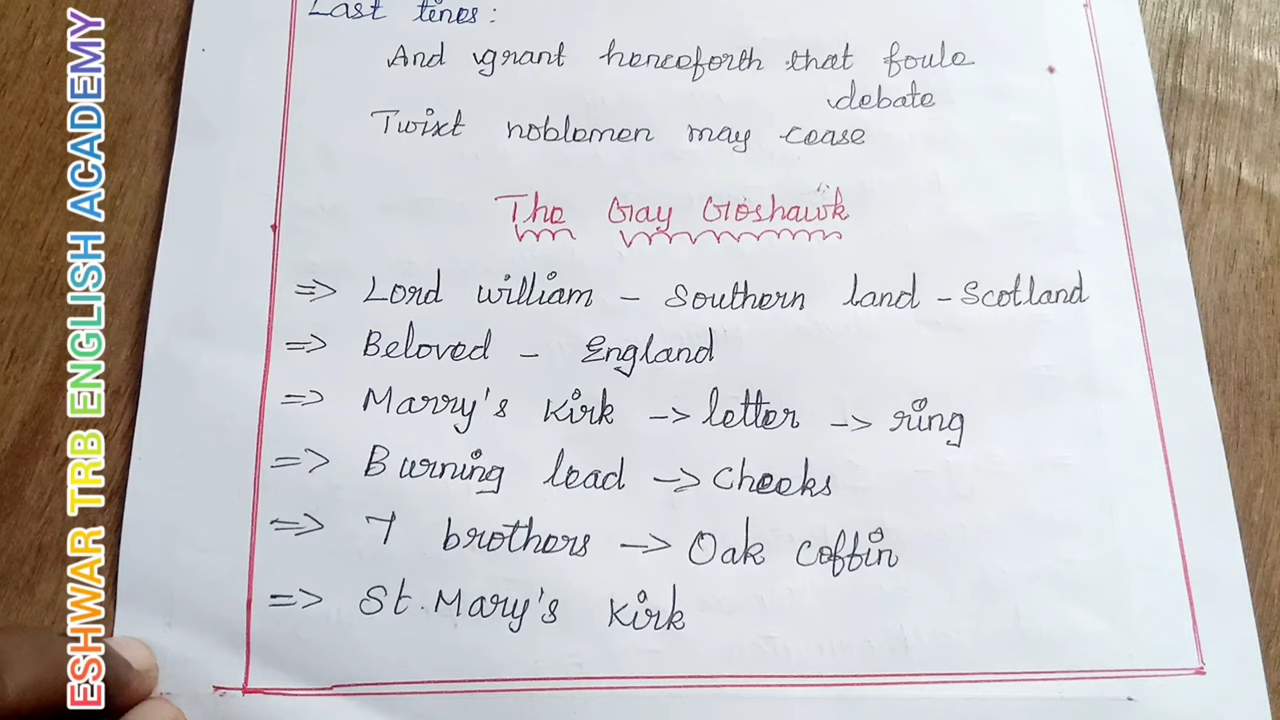 Last lines:
And grant henceforth that foule
debate
Twixt noblemen may cease
The Gay Goshawk
=> Lord william - Southern land - Scotland
=> Beloved - England
=> Marry's Kirk -> letter -> ring
=> Burning lead -> Cheeks
=> 7 brothers -> Oak coffin
=> St. Mary's Kirk
ESHWAR TRB ENGLISH ACADEMY